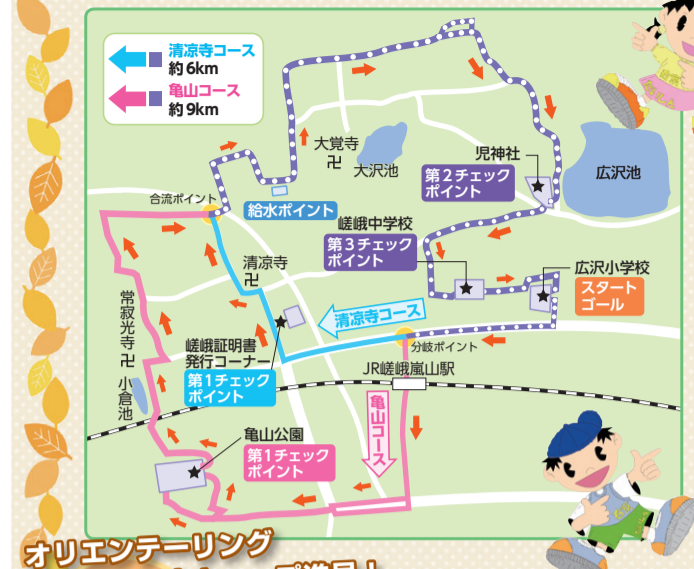 清凉寺コース
約6km
亀山コース
約9km
大覚寺
卍
大沢池
児神社
第2チェック
ポイント
広沢池
合流ポイント
給水ポイント
嵯峨中学校
第3チェック
ポイント
清凉寺
卍
広沢小学校
スタート
ゴール
清凉寺コース
常寂光寺
卍
小倉池
嵯峨証明書
発行コーナー
第1チェック
ポイント
分岐ポイント
JR嵯峨嵐山駅
亀山コース
亀山公園
第1チェック
ポイント
オリエンテーリング